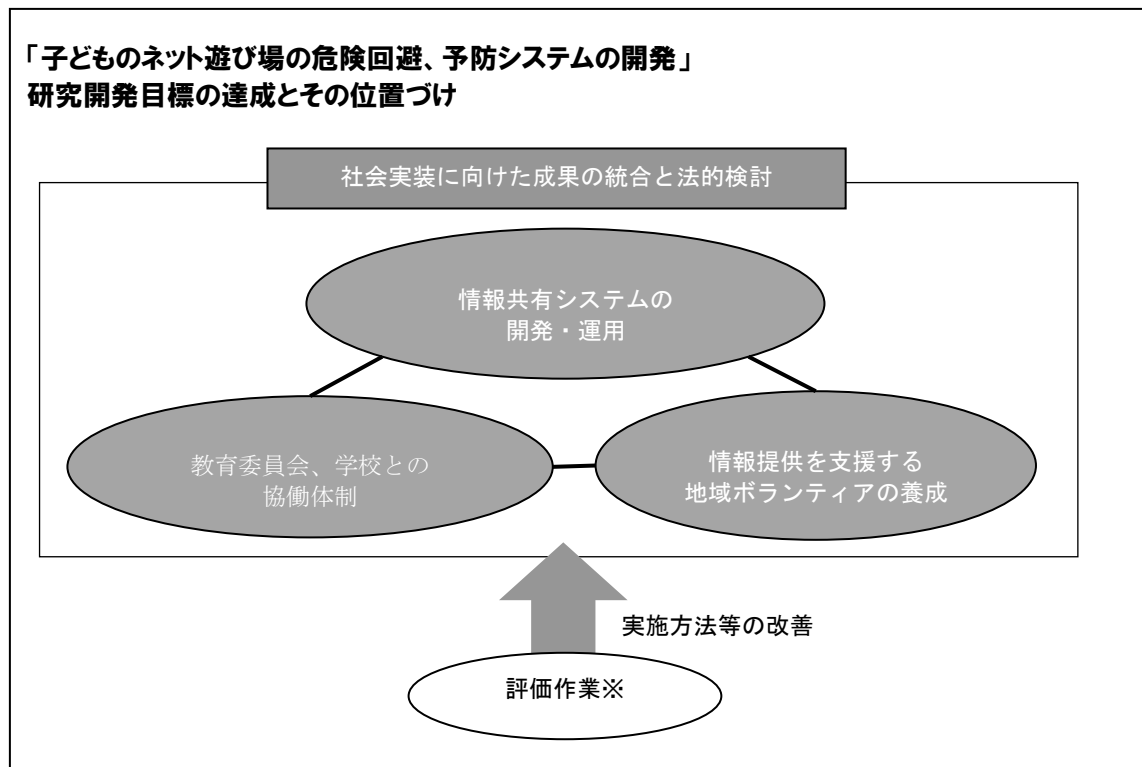 「子どものネット遊び場の危険回避、予防システムの開発」
研究開発目標の達成とその位置づけ
社会実装に向けた成果の統合と法的検討
情報共有システムの
開発・運用
教育委員会、学校との
協働体制
情報提供を支援する
地域ボランティアの養成
実施方法等の改善
評価作業※